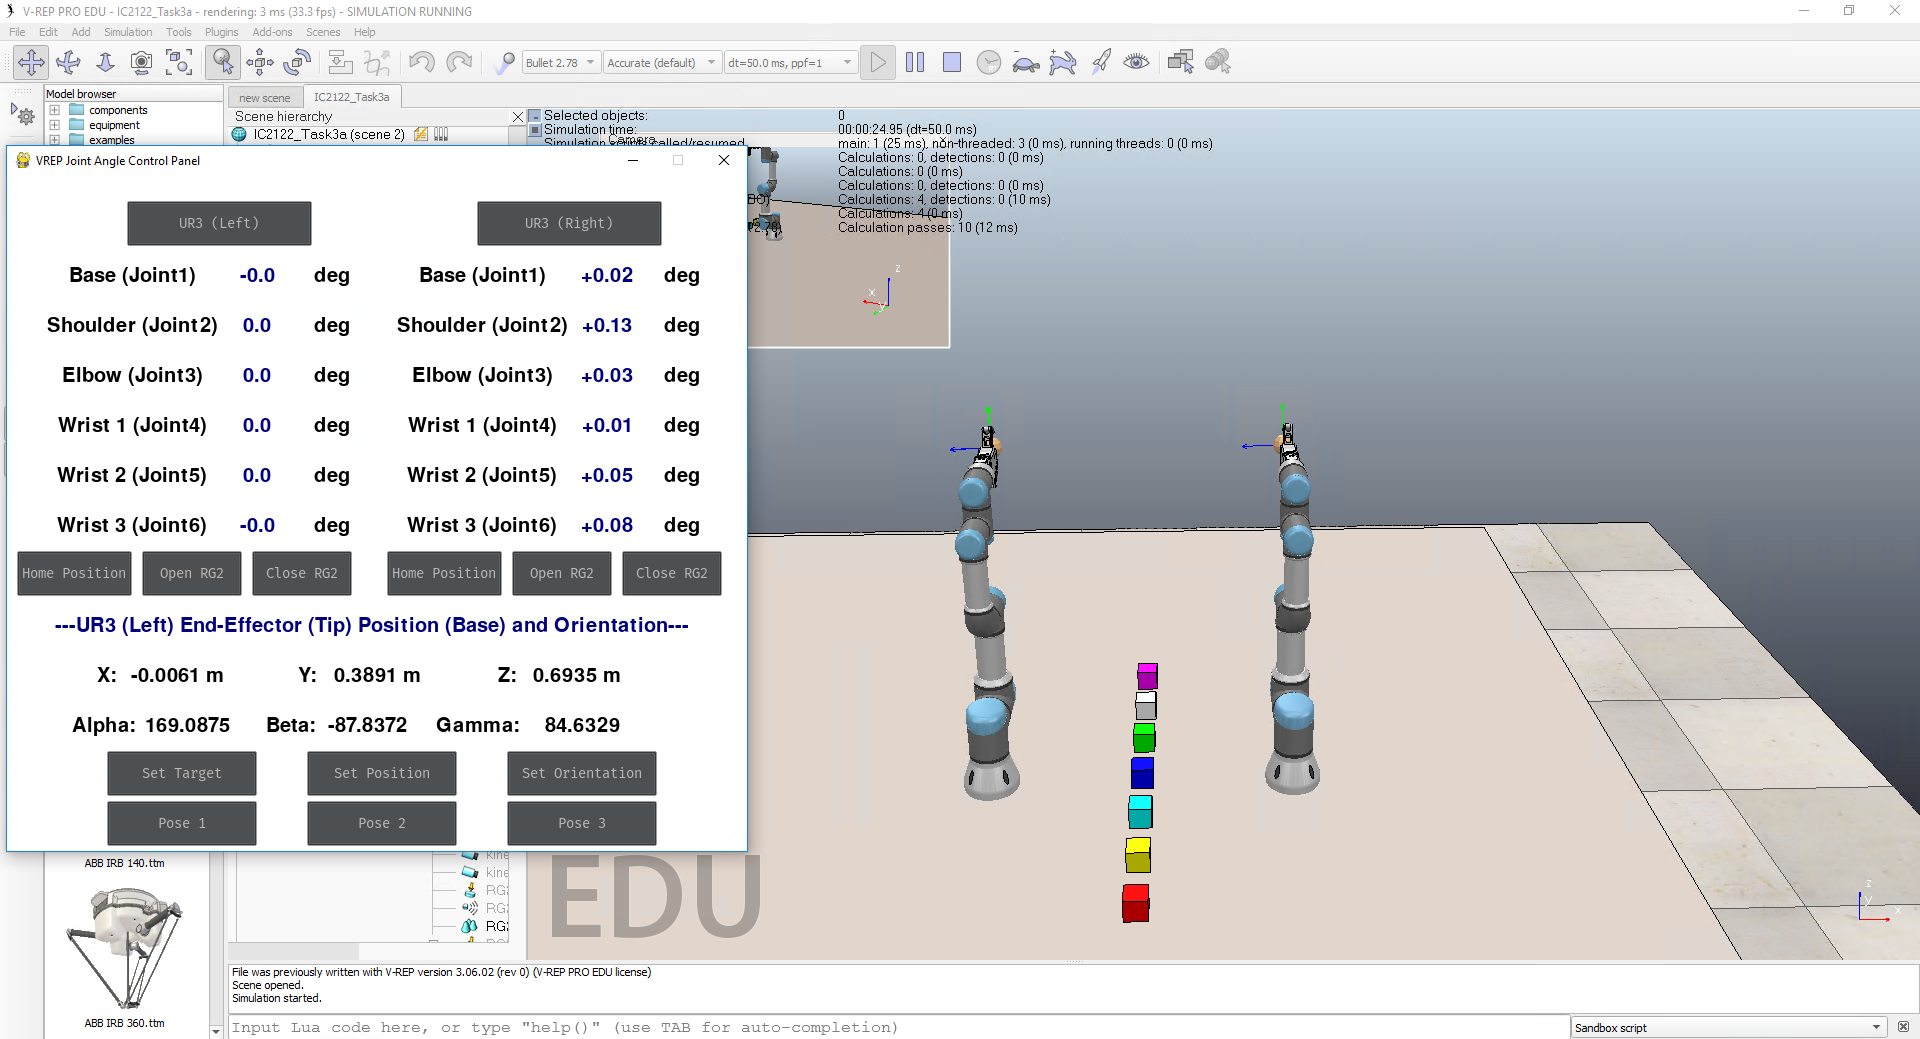 V-REP PRO EDU - IC2122_Task3a - rendering: 3 ms (33.3 fps) - SIMULATION RUNNING
File Edit Add Simulation Tools Plugins Add-ons Scenes Help
Bullet 2.78 Accurate (default) dt=50.0 ms, ppf=1
Model browser
components
equipment
examples
new scene IC2122_Task3a
Scene hierarchy
IC2122_Task3a (scene 2)
Selected objects: 0
Simulation time: 00:00:24.95 (dt=50.0 ms)
Simulation scripts called/resumed main: 1 (25 ms), non-threaded: 3 (0 ms), running threads: 0 (0 ms)
Camera
Calculations: 0, detections: 0 (0 ms)
Calculations: 0 (0 ms)
Calculations: 0, detections: 0 (0 ms)
Calculations: 4, detections: 0 (10 ms)
Calculations: 4 (0 ms)
Calculation passes: 10 (12 ms)
z
x
VREP Joint Angle Control Panel
UR3 (Left) UR3 (Right)
Base (Joint1) -0.0 deg Base (Joint1) +0.02 deg
Shoulder (Joint2) 0.0 deg Shoulder (Joint2) +0.13 deg
Elbow (Joint3) 0.0 deg Elbow (Joint3) +0.03 deg
Wrist 1 (Joint4) 0.0 deg Wrist 1 (Joint4) +0.01 deg
Wrist 2 (Joint5) 0.0 deg Wrist 2 (Joint5) +0.05 deg
Wrist 3 (Joint6) -0.0 deg Wrist 3 (Joint6) +0.08 deg
Home Position Open RG2 Close RG2 Home Position Open RG2 Close RG2
---UR3 (Left) End-Effector (Tip) Position (Base) and Orientation---
X: -0.0061 m Y: 0.3891 m Z: 0.6935 m
Alpha: 169.0875 Beta: -87.8372 Gamma: 84.6329
Set Target Set Position Set Orientation
Pose 1 Pose 2 Pose 3
ABB IRB 140.ttm
kine
kine
RG2
RG2
RG2
EDU
z
y
x
ABB IRB 360.ttm
File was previously written with V-REP version 3.06.02 (rev 0) (V-REP PRO EDU license)
Scene opened.
Simulation started.
Input Lua code here, or type "help()" (use TAB for auto-completion)
Sandbox script